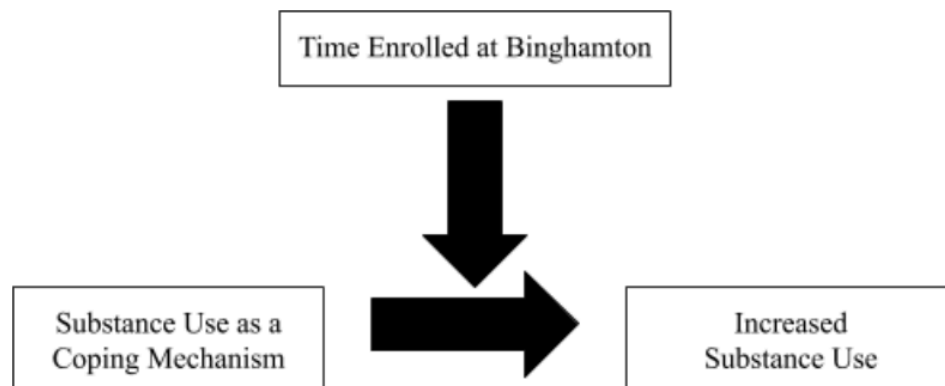 Time Enrolled at Binghamton
Substance Use as a
Coping Mechanism
Increased
Substance Use